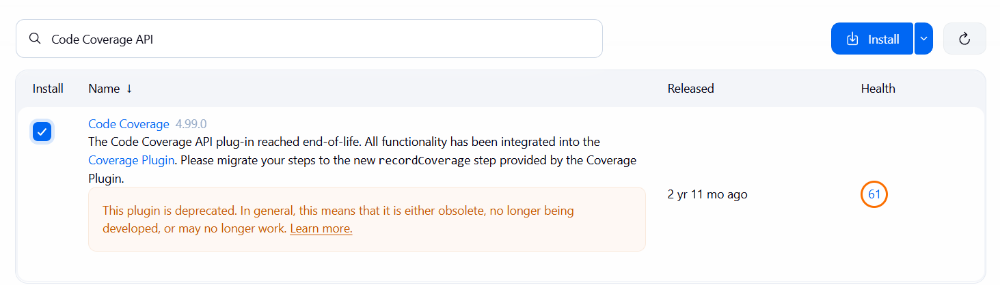 Code Coverage API
Install
Install Name ↓ Released Health
Code Coverage 4.99.0
The Code Coverage API plug-in reached end-of-life. All functionality has been integrated into the
Coverage Plugin. Please migrate your steps to the new recordCoverage step provided by the Coverage
Plugin.
This plugin is deprecated. In general, this means that it is either obsolete, no longer being
developed, or may no longer work. Learn more.
2 yr 11 mo ago
61